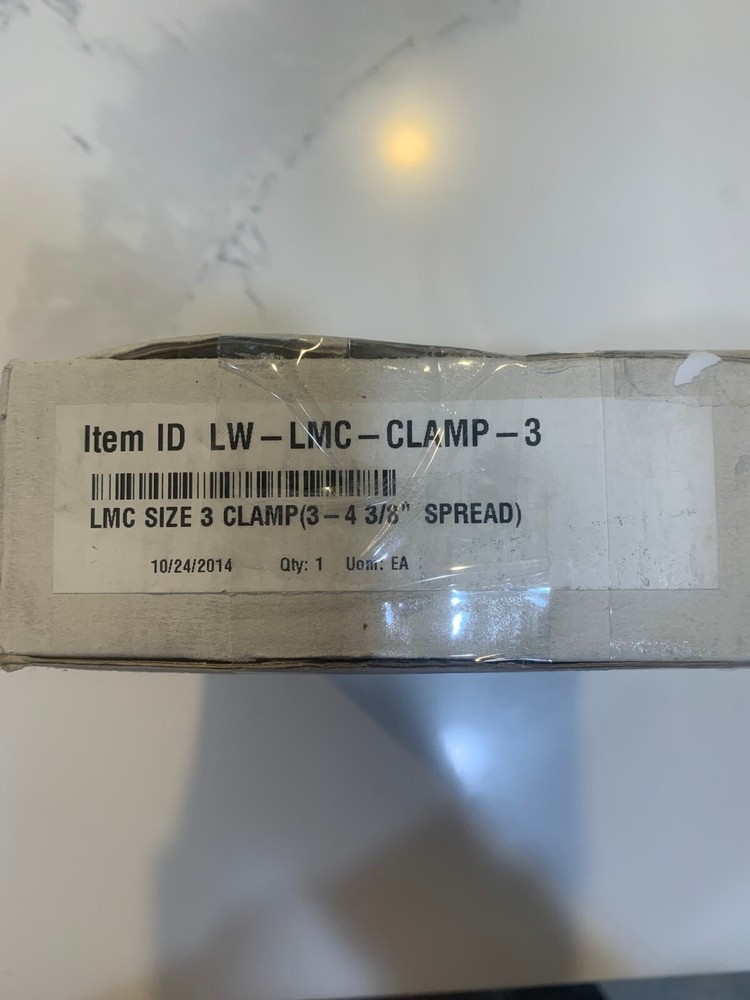 Item ID LW-LMC-CLAMP-3
LMC SIZE 3 CLAMP(3-4 3/8" SPREAD)
10/24/2014 Qty: 1 Uom: EA